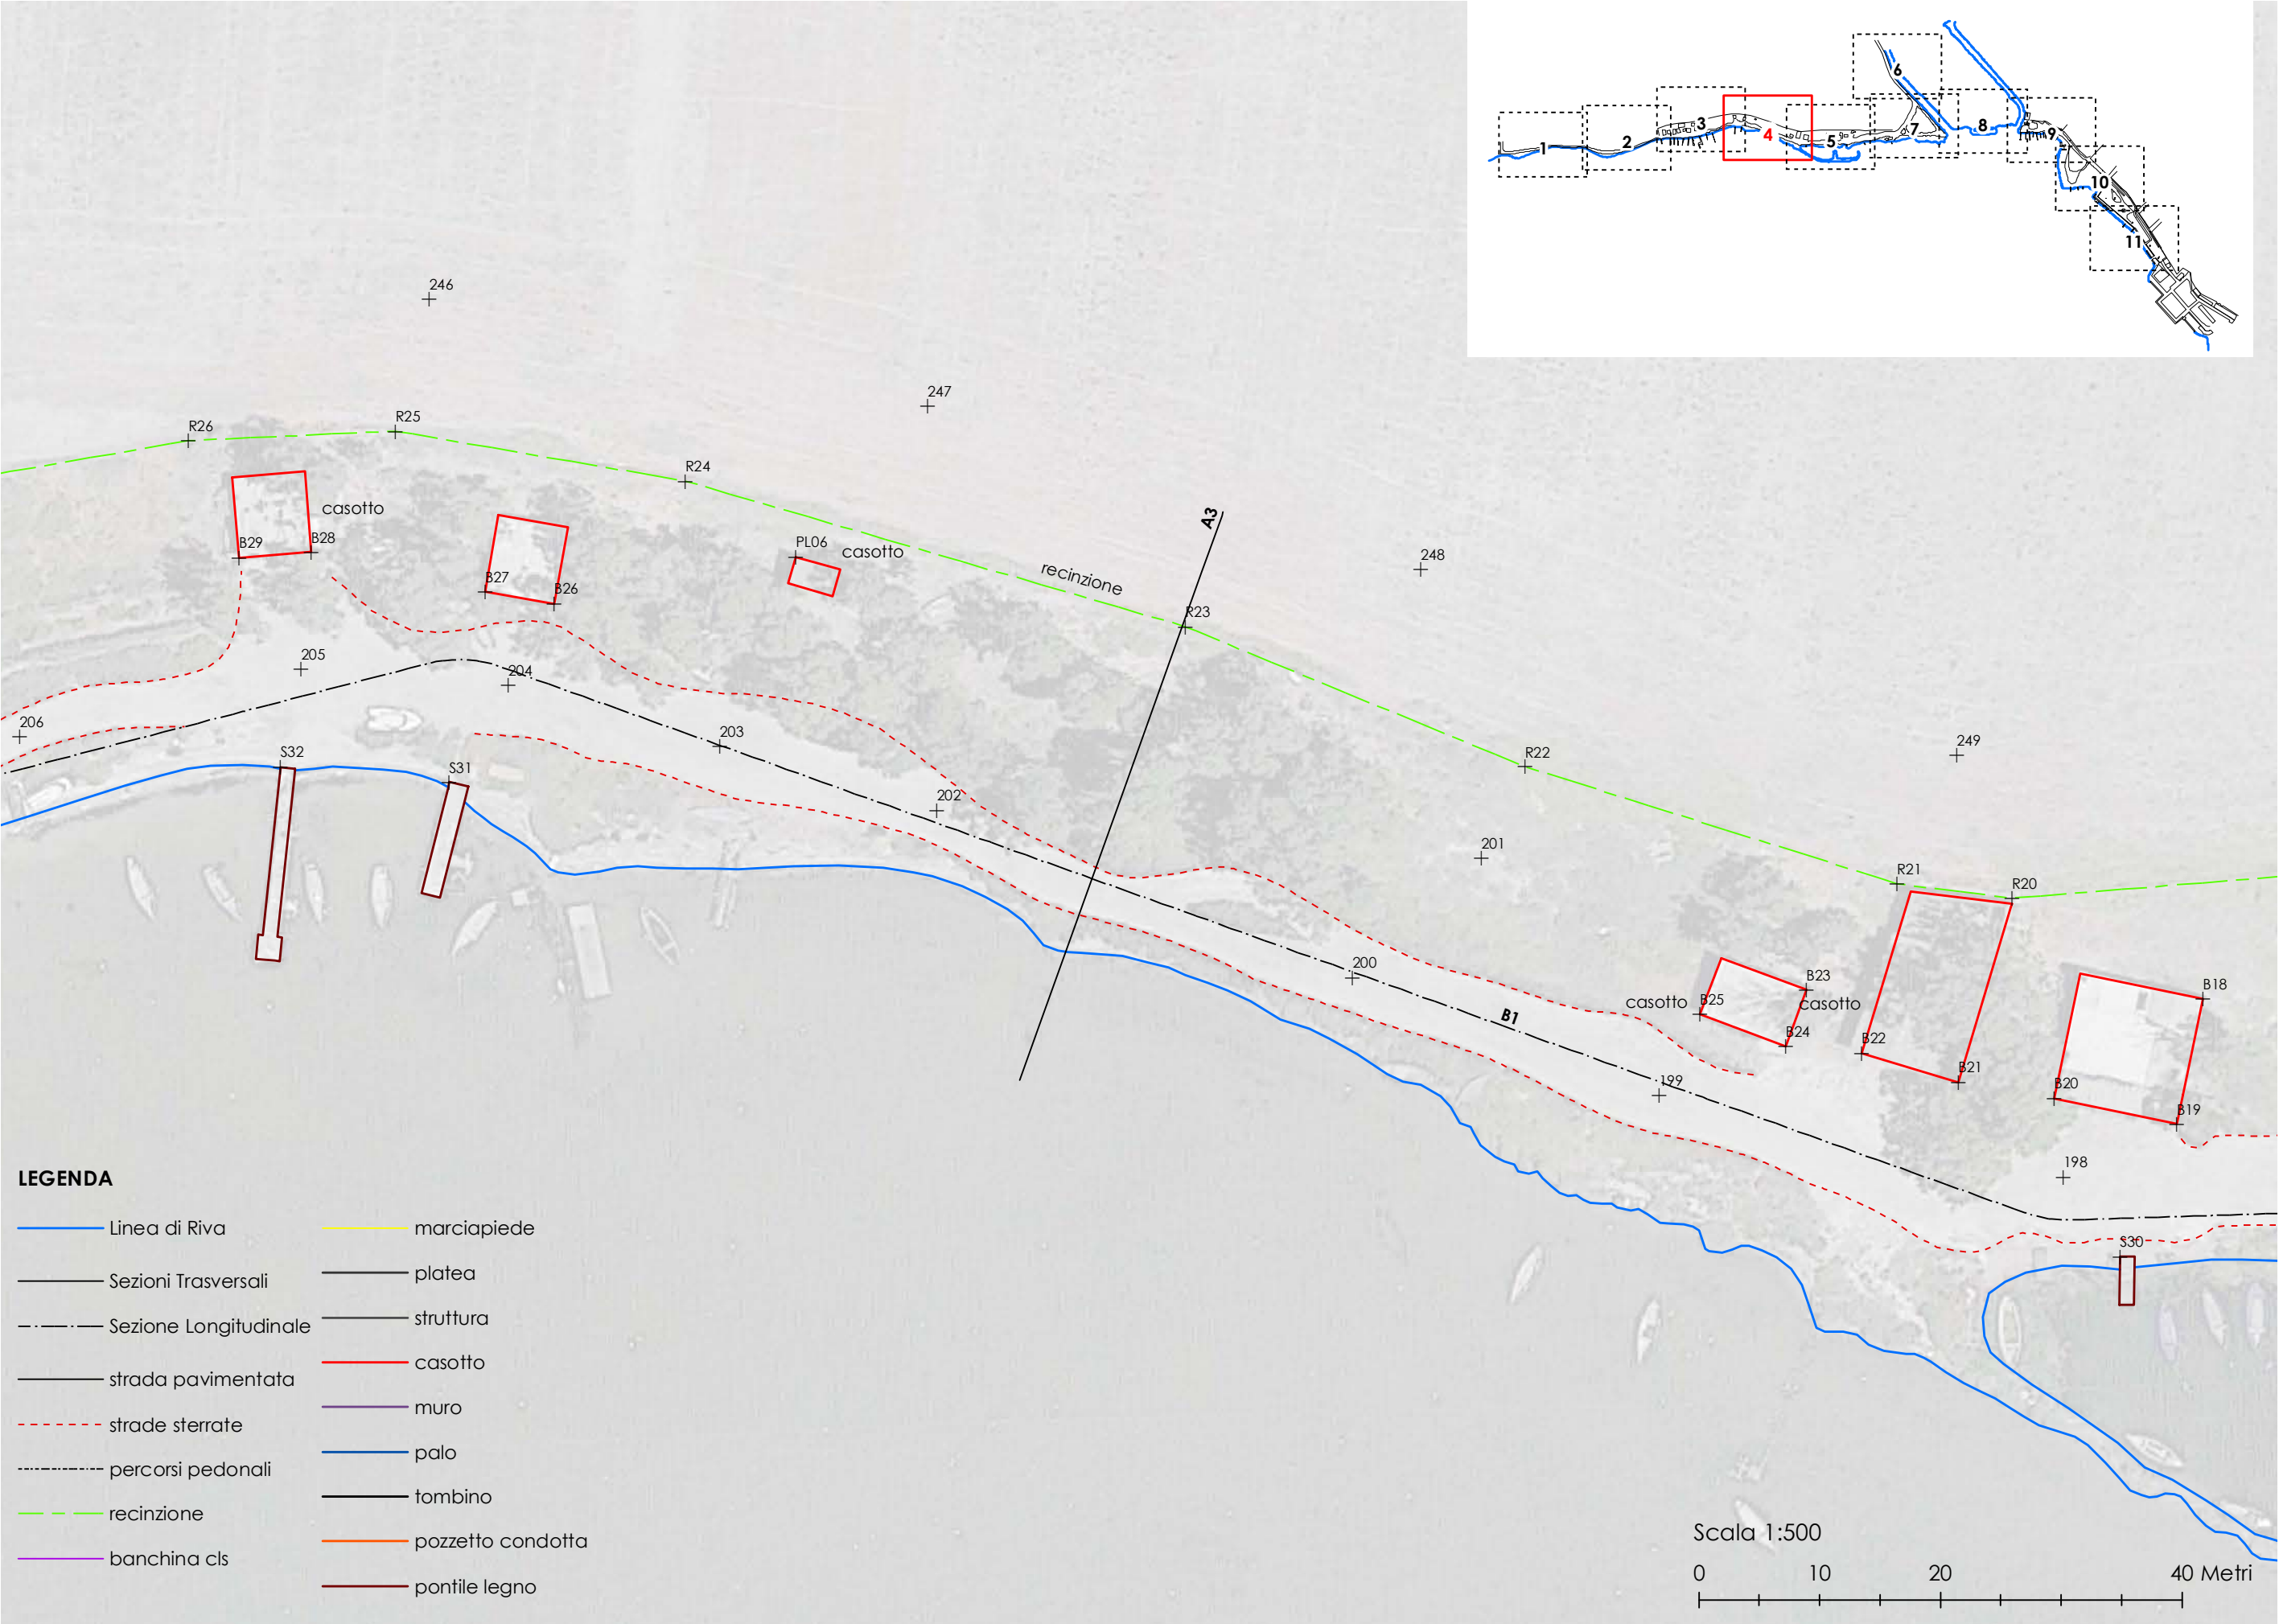 6
3
4
5
7
8
9
1
2
10
11
246
247
R26
R25
R24
A3
casotto
B29
B28
PL06
casotto
recinzione
248
B27
B26
R23
205
204
206
203
249
S32
S31
R22
202
201
R21
R20
200
B23
casotto
B25
casotto
B18
B1
B24
B22
199
B21
B20
B19
198
S30
LEGENDA
Linea di Riva
Sezioni Trasversali
Sezione Longitudinale
strada pavimentata
strade sterrate
percorsi pedonali
recinzione
banchina cls
marciapiede
platea
struttura
casotto
muro
palo
tombino
pozzetto condotta
pontile legno
Scala 1:500
0 10 20 40 Metri